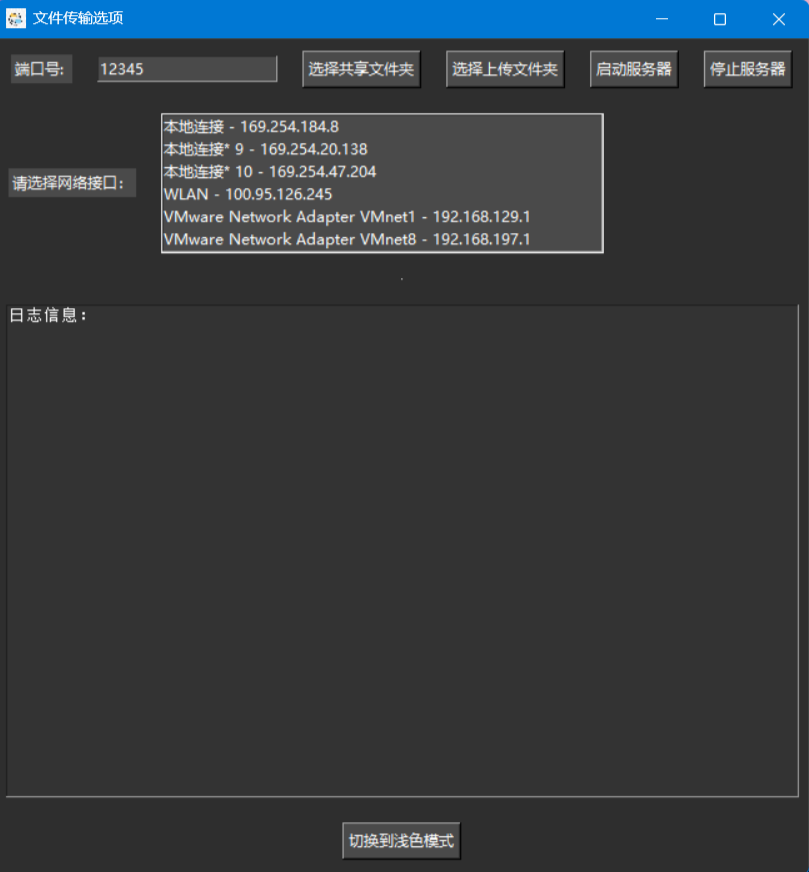 文件传输选项
端口号: 12345 选择共享文件夹 选择上传文件夹 启动服务器 停止服务器
请选择网络接口：
本地连接 - 169.254.184.8
本地连接* 9 - 169.254.20.138
本地连接* 10 - 169.254.47.204
WLAN - 100.95.126.245
VMware Network Adapter VMnet1 - 192.168.129.1
VMware Network Adapter VMnet8 - 192.168.197.1
日志信息：
切换到浅色模式